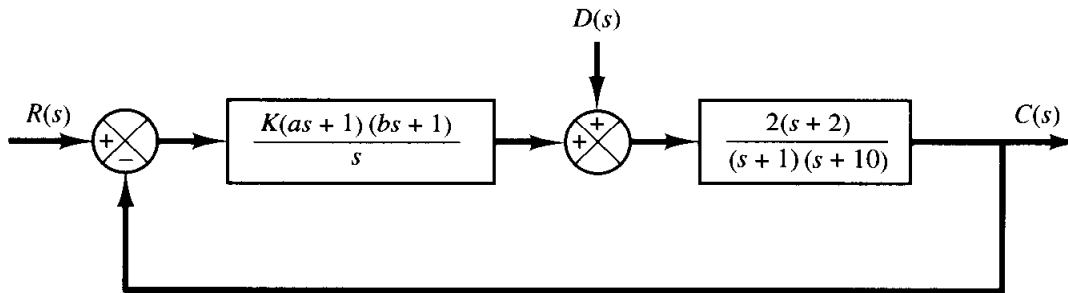 D(s)
R(s)
K(as + 1) (bs + 1)
s
2(s + 2)
(s + 1) (s + 10)
C(s)
+
−
+
+